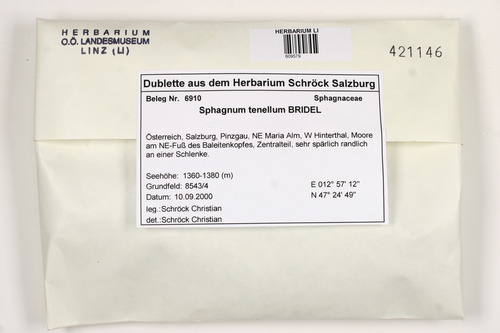 HERBARIUM
O.Ö. LANDESMUSEUM
LINZ (LI)
HERBARIUM LI
609579
421146
Dublette aus dem Herbarium Schröck Salzburg
Beleg Nr. 6910 Sphagnaceae
Sphagnum tenellum BRIDEL
Österreich, Salzburg, Pinzgau, NE Maria Alm, W Hinterthal, Moore
am NE-Fuß des Baleitenkopfes, Zentralteil, sehr spärlich randlich
an einer Schlenke.
Seehöhe: 1360-1380 (m)
Grundfeld: 8543/4 E 012° 57' 12"
Datum: 10.09.2000 N 47° 24' 49"
leg.:Schröck Christian
det.:Schröck Christian